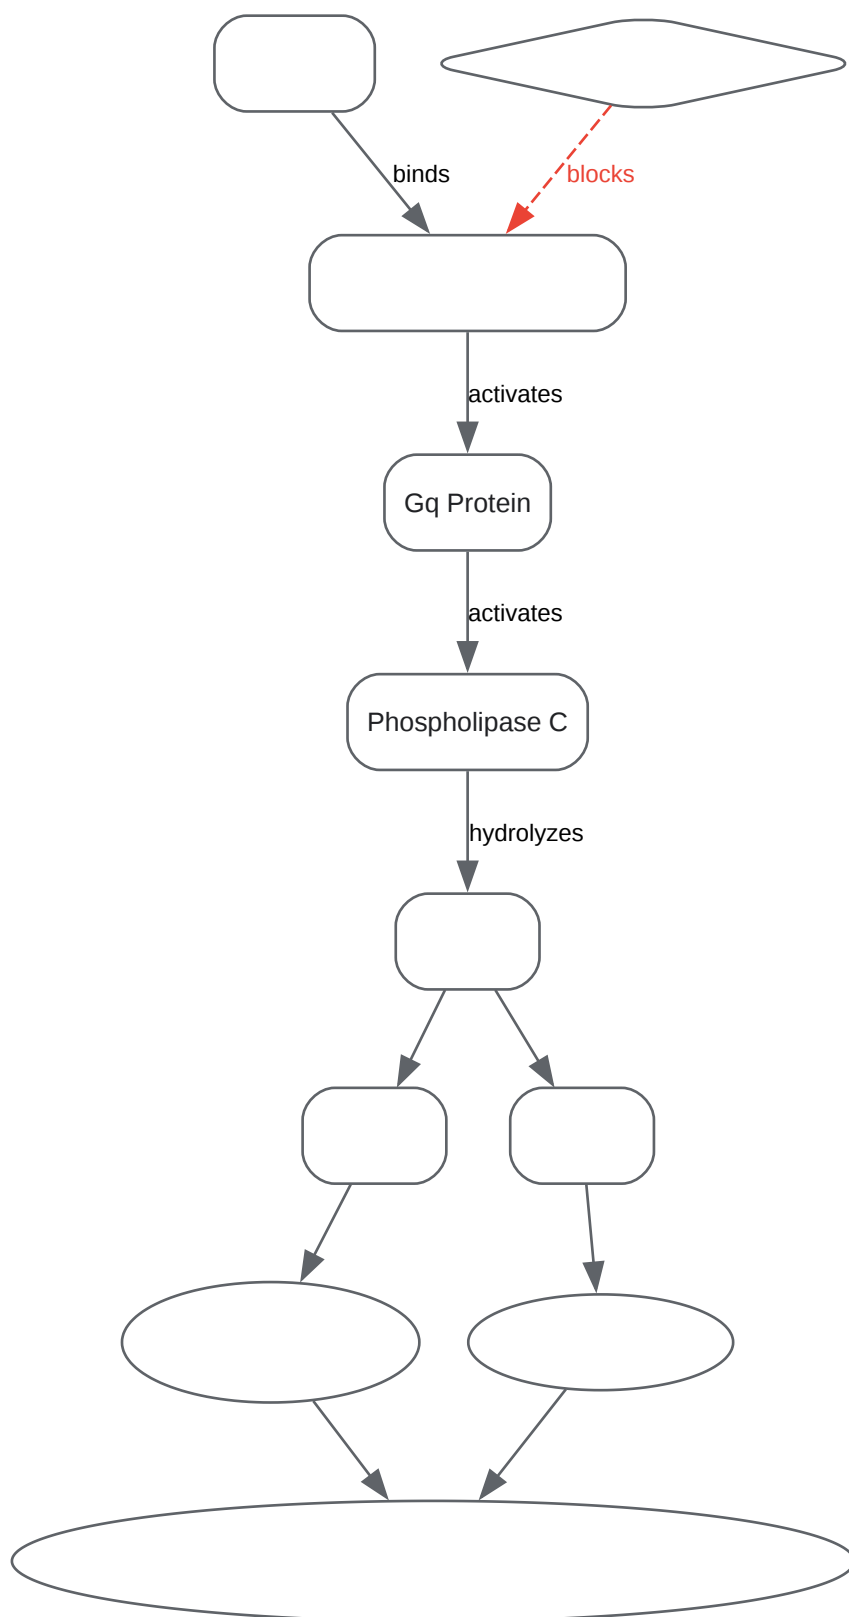 binds
blocks
activates
Gq Protein
activates
Phospholipase C
hydrolyzes